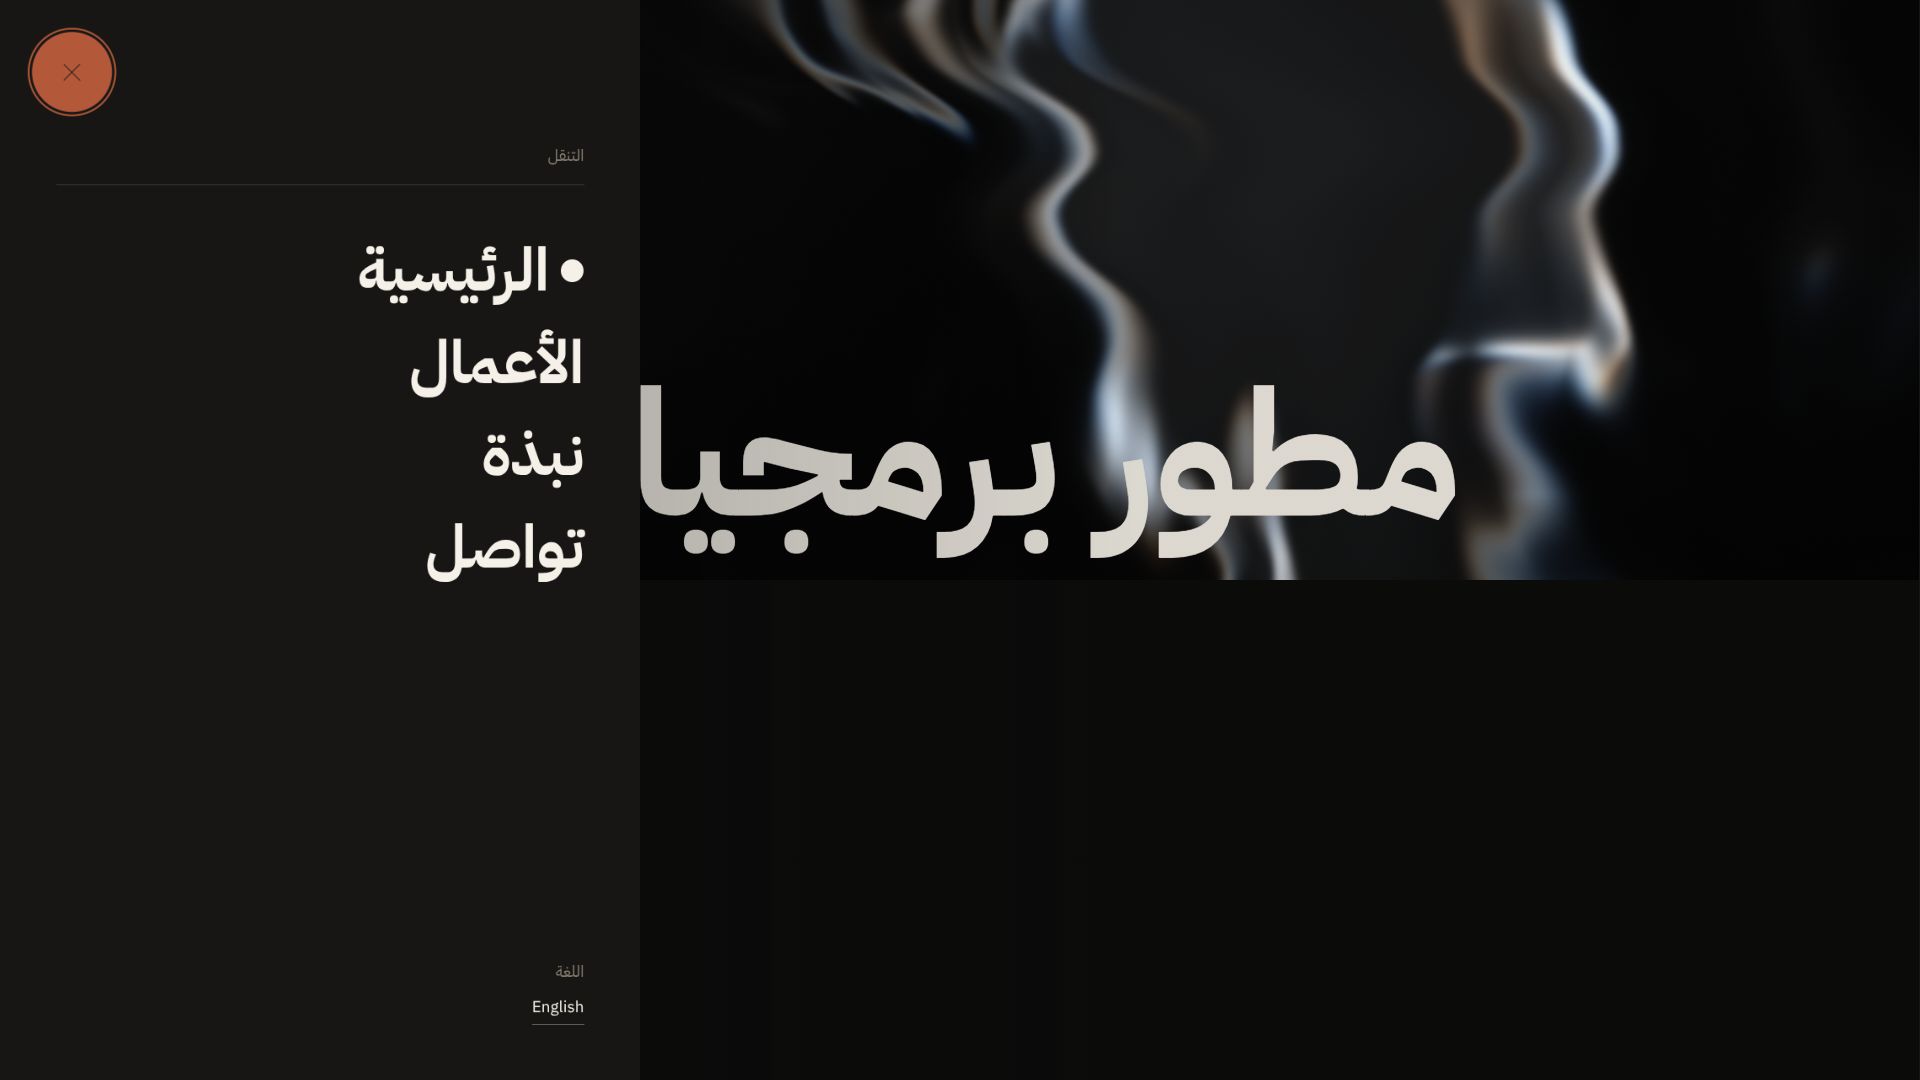 التنقل
الرئيسية
الأعمال
نبذة
تواصل
اللغة
English
مطور برمجيا